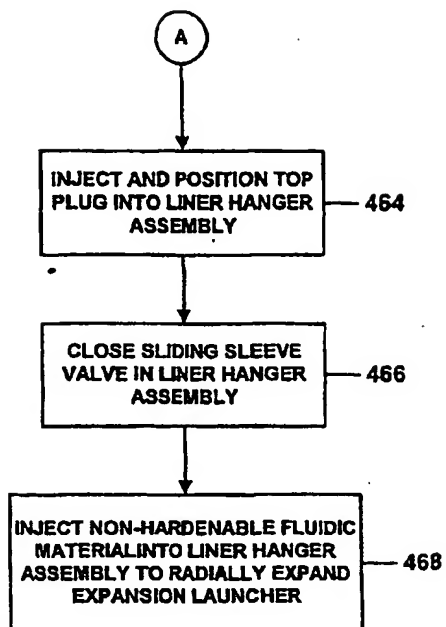 A
INJECT AND POSITION TOP
PLUG INTO LINER HANGER
ASSEMBLY
464
CLOSE SLIDING SLEEVE
VALVE IN LINER HANGER
ASSEMBLY
466
INJECT NON-HARDENABLE FLUIDIC
MATERIALINTO LINER HANGER
ASSEMBLY TO RADIALLY EXPAND
EXPANSION LAUNCHER
468